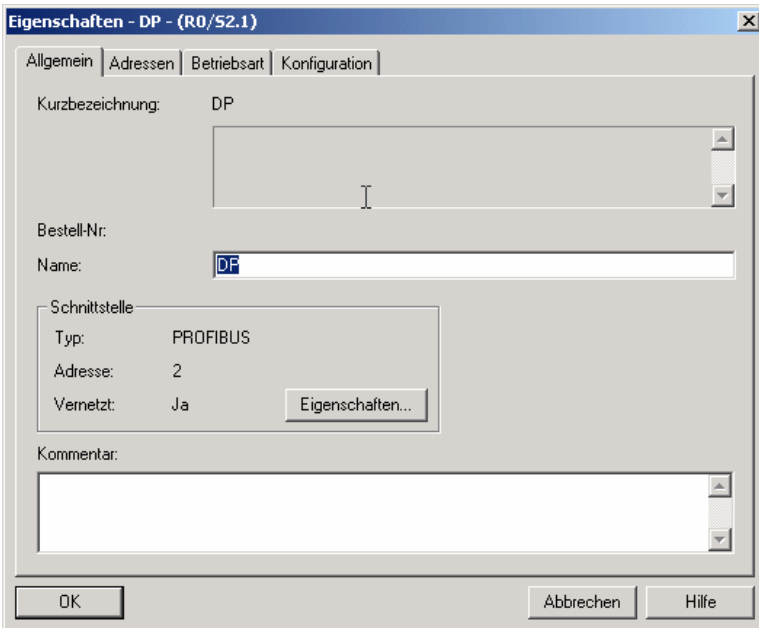 Eigenschaften - DP - (R0/S2.1)
Allgemein Adressen Betriebsart Konfiguration
Kurzbezeichnung: DP
Bestell-Nr:
Name: DP
Schnittstelle
Typ: PROFIBUS
Adresse: 2
Vernetzt: Ja Eigenschaften...
Kommentar:
OK Abbrechen Hilfe